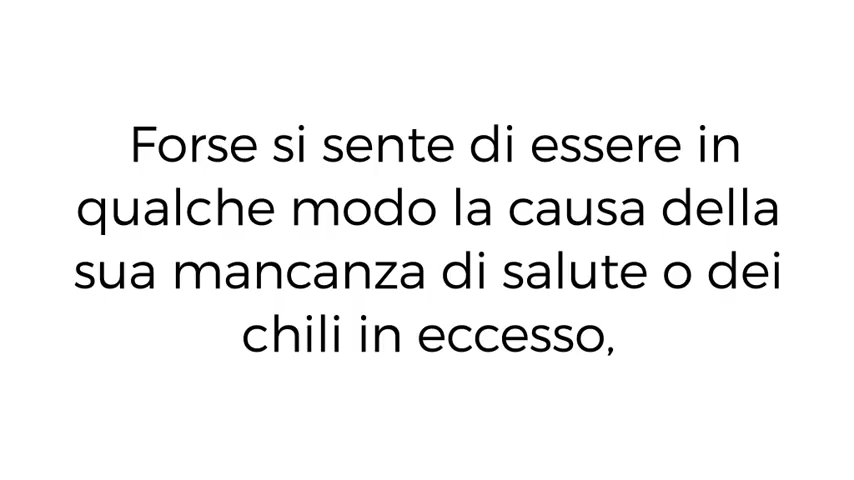 Forse si sente di essere in
qualche modo la causa della
sua mancanza di salute o dei
chili in eccesso,